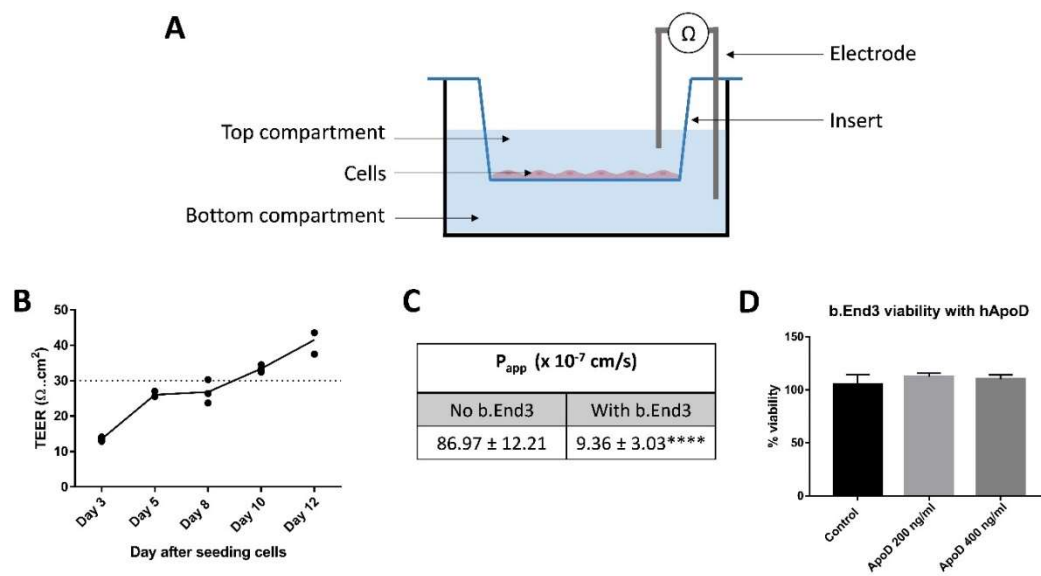 A
Ω
Electrode
Top compartment
Insert
Cells
Bottom compartment
B
TEER (Ω..cm²)
50
40
30
20
10
0
Day 3
Day 5
Day 8
Day 10
Day 12
Day after seeding cells
C
Papp (x 10⁻⁷ cm/s)
No b.End3 With b.End3
86.97 ± 12.21 9.36 ± 3.03****
D
b.End3 viability with hApoD
% viability
150
100
50
0
Control
ApoD 200 ng/ml
ApoD 400 ng/ml